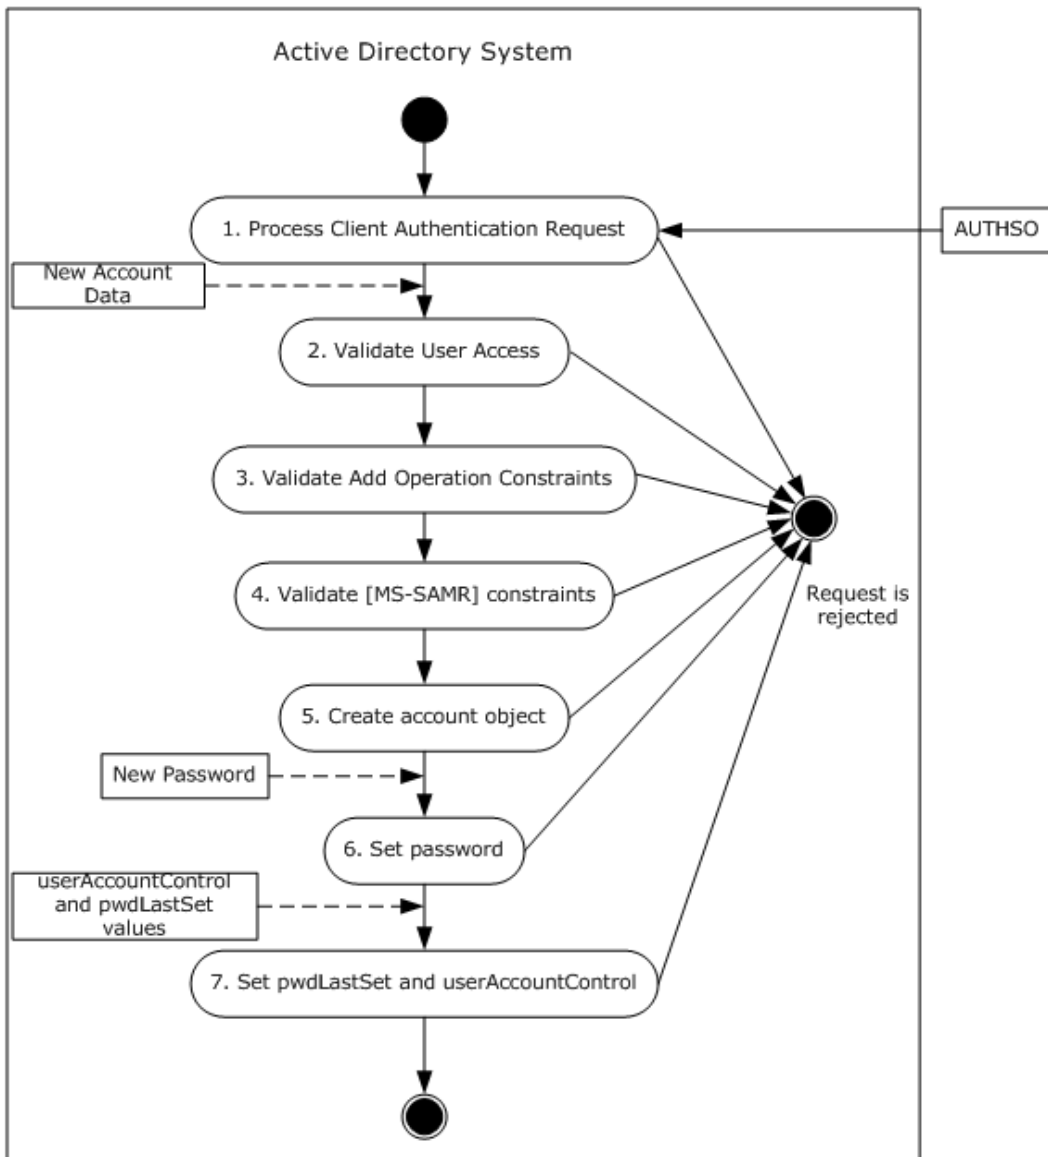 Active Directory System
1. Process Client Authentication Request
AUTHSO
New Account
Data
2. Validate User Access
3. Validate Add Operation Constraints
4. Validate [MS-SAMR] constraints
Request is
rejected
5. Create account object
New Password
6. Set password
userAccountControl
and pwdLastSet
values
7. Set pwdLastSet and userAccountControl